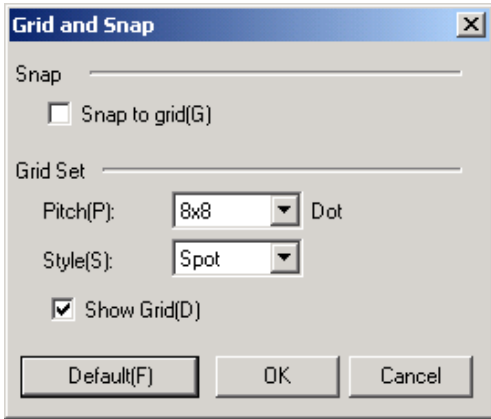 Grid and Snap
Snap
Snap to grid(G)
Grid Set
Pitch(P): 8x8 Dot
Style(S): Spot
Show Grid(D)
Default(F) OK Cancel